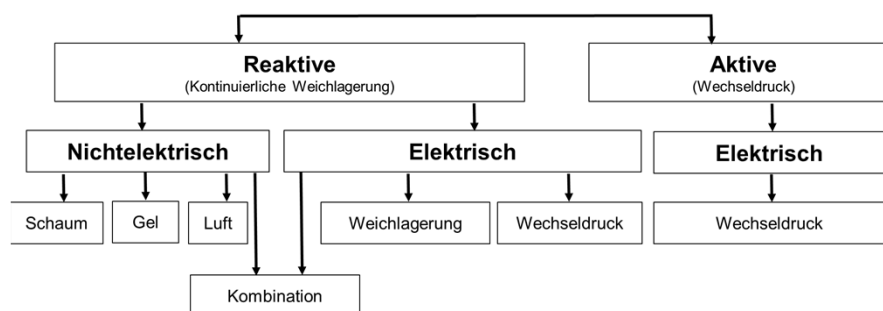 Reaktive
(Kontinuierliche Weichlagerung)
Aktive
(Wechseldruck)
Nichtelektrisch
Elektrisch
Elektrisch
Schaum
Gel
Luft
Weichlagerung
Wechseldruck
Wechseldruck
Kombination